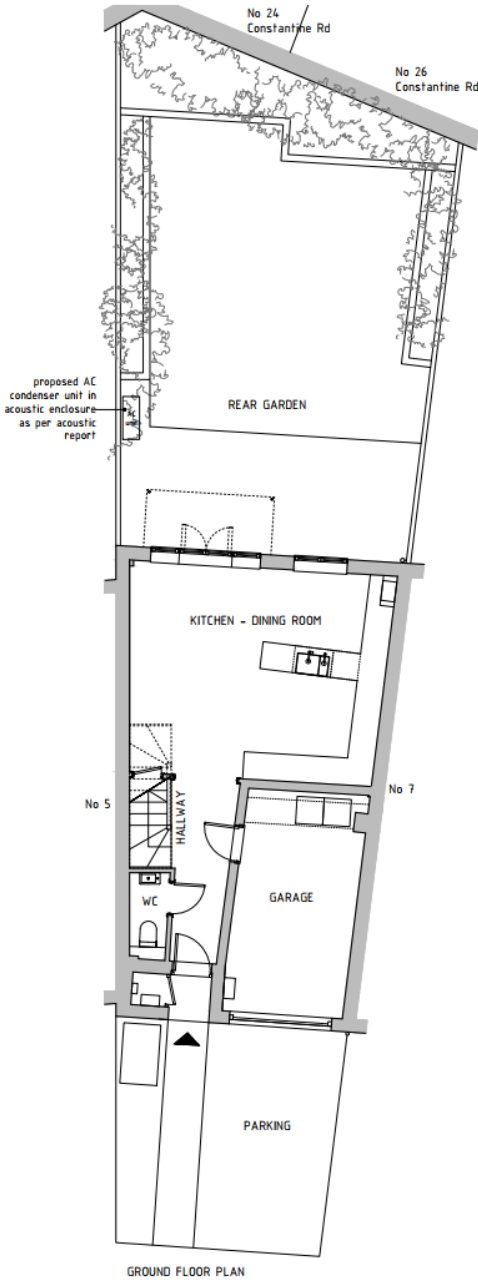 No 24
Constantine Rd
No 26
Constantine Rd
proposed AC
condenser unit in
acoustic enclosure
as per acoustic
report
AC
REAR GARDEN
KITCHEN - DINING ROOM
No 5
HALLWAY
No 7
WC
GARAGE
PARKING
GROUND FLOOR PLAN